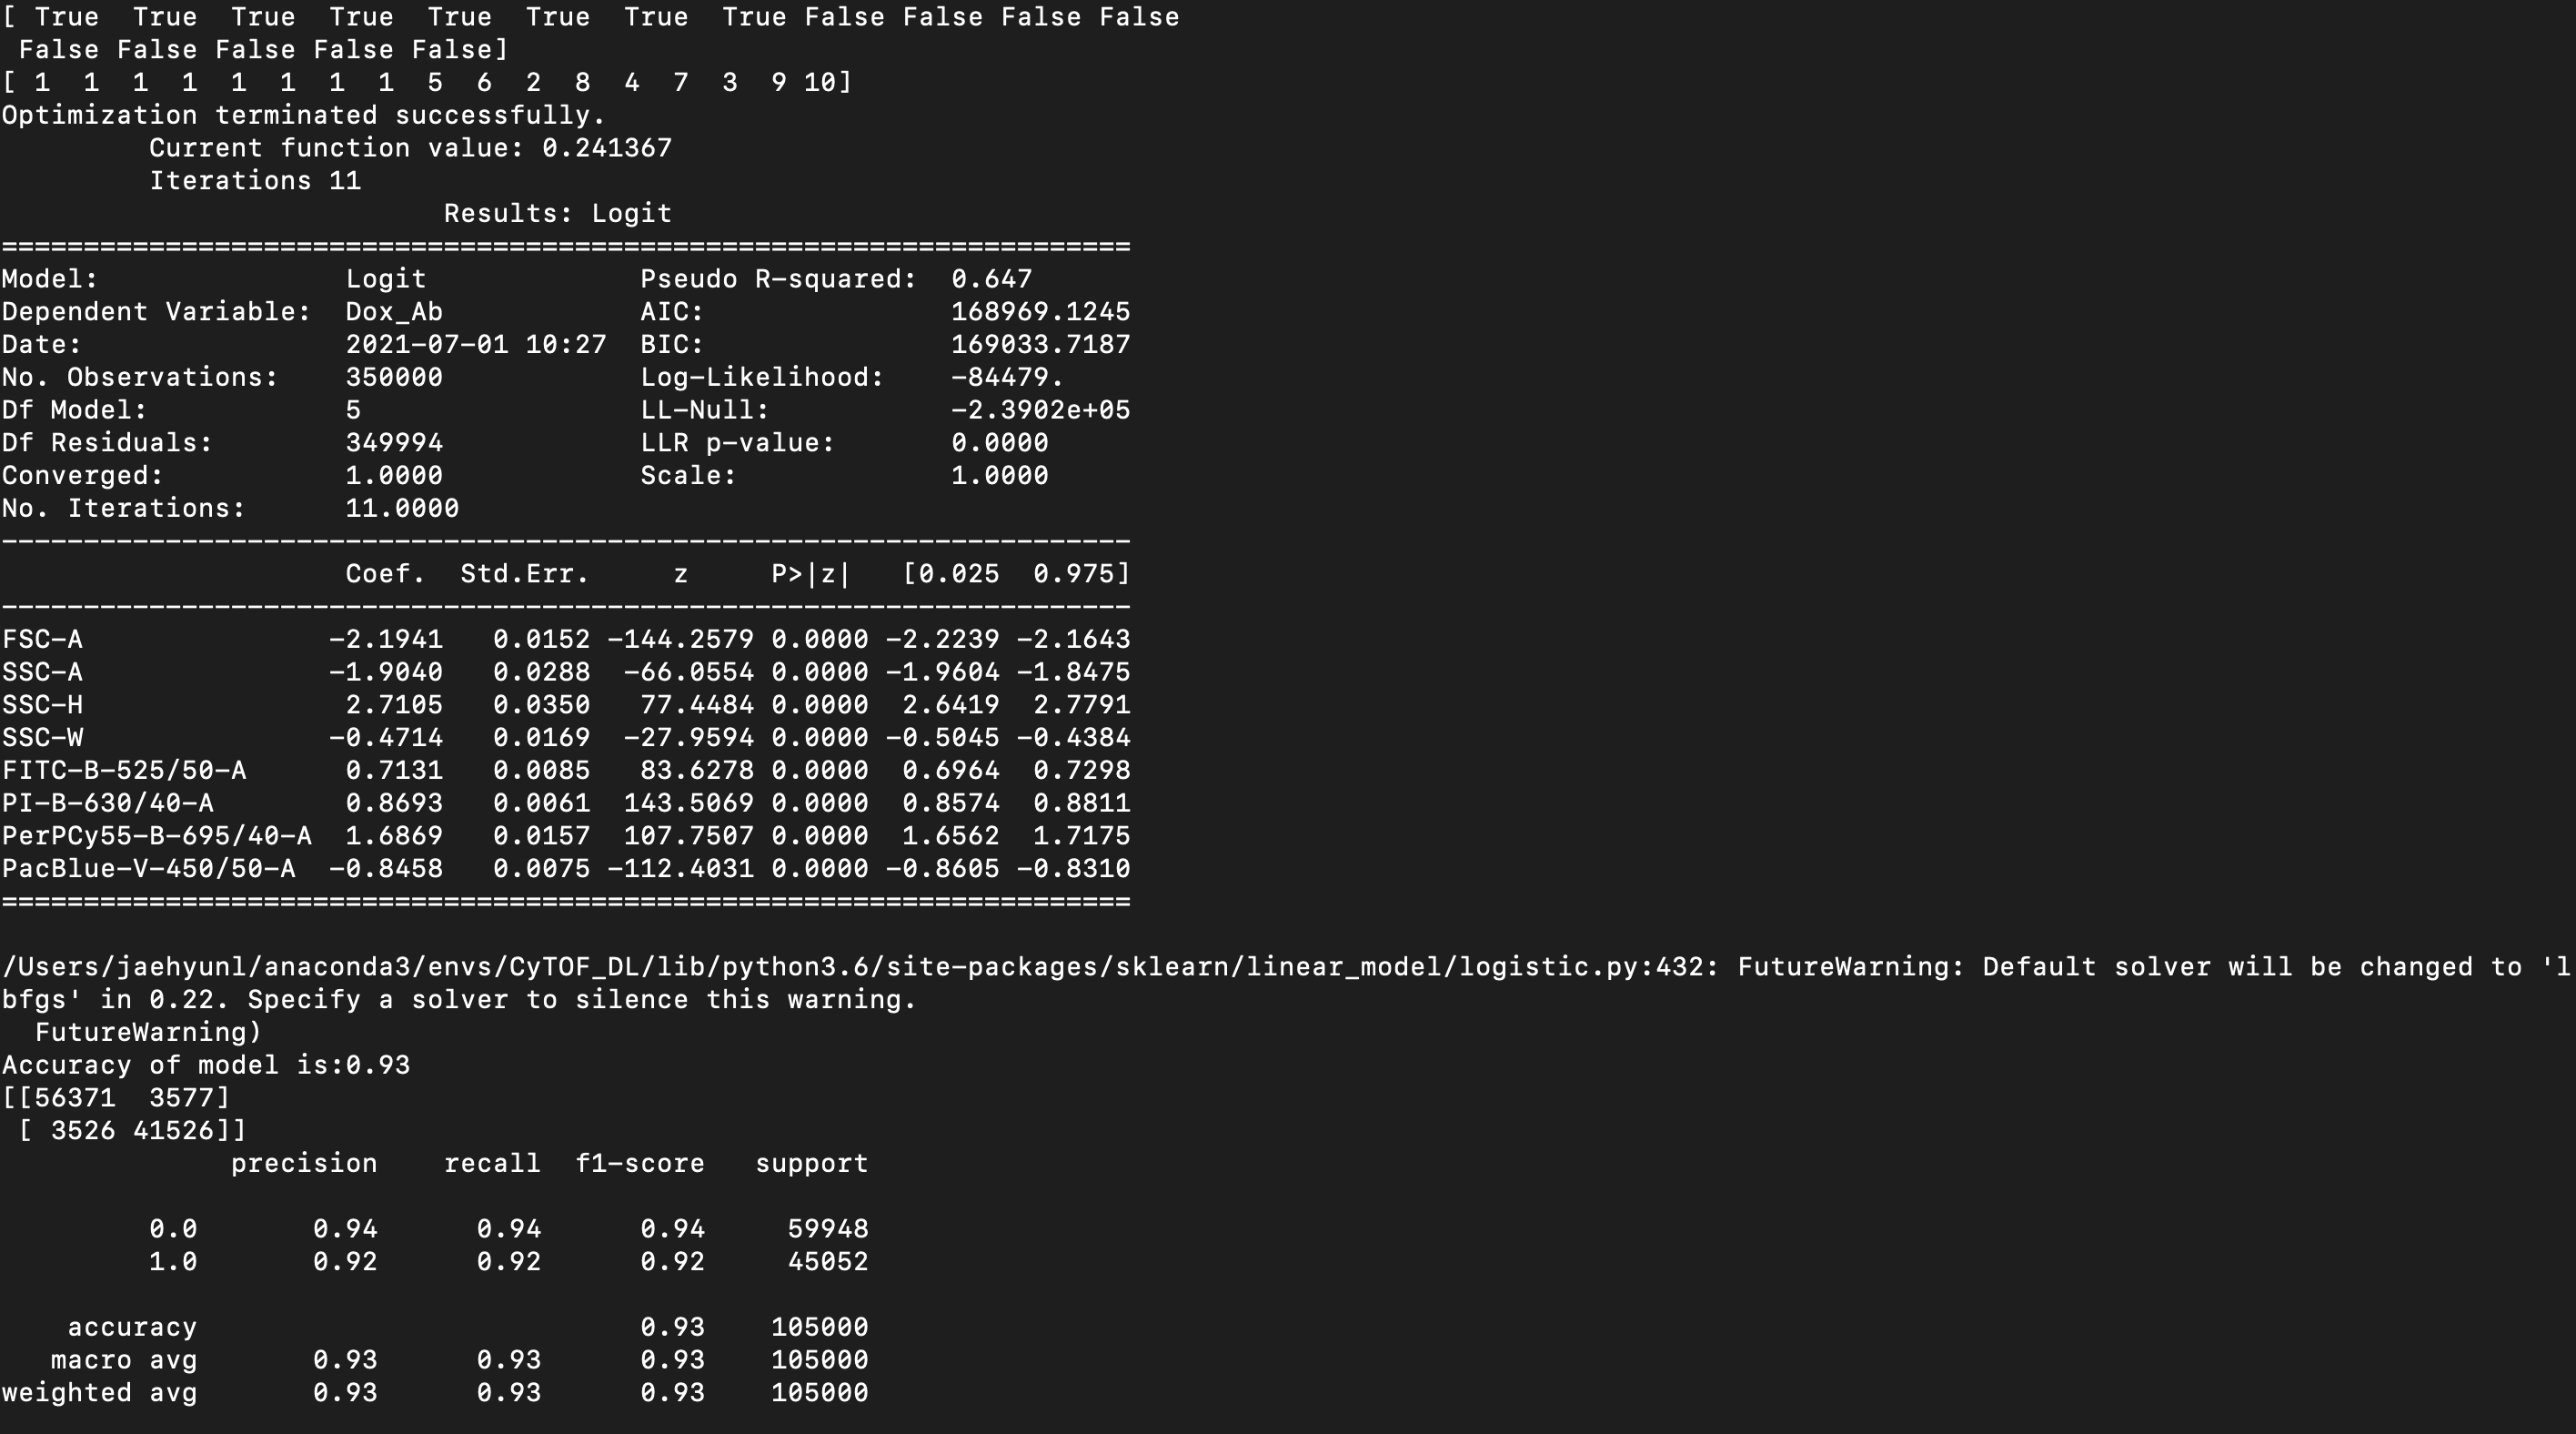 [ True  True  True  True  True  True  True  True False False False False
 False False False False False]
[ 1  1  1  1  1  1  1  1  5  6  2  8  4  7  3  9 10]
Optimization terminated successfully.
         Current function value: 0.241367
         Iterations 11
                           Results: Logit
=====================================================================
Model:               Logit             Pseudo R-squared:  0.647
Dependent Variable:  Dox_Ab            AIC:               168969.1245
Date:                2021-07-01 10:27  BIC:               169033.7187
No. Observations:    350000            Log-Likelihood:    -84479.
Df Model:            5                 LL-Null:           -2.3902e+05
Df Residuals:        349994            LLR p-value:       0.0000
Converged:           1.0000            Scale:             1.0000
No. Iterations:      11.0000
---------------------------------------------------------------------
                     Coef.  Std.Err.     z     P>|z|   [0.025  0.975]
---------------------------------------------------------------------
FSC-A               -2.1941   0.0152 -144.2579 0.0000 -2.2239 -2.1643
SSC-A               -1.9040   0.0288  -66.0554 0.0000 -1.9604 -1.8475
SSC-H                2.7105   0.0350   77.4484 0.0000  2.6419  2.7791
SSC-W               -0.4714   0.0169  -27.9594 0.0000 -0.5045 -0.4384
FITC-B-525/50-A      0.7131   0.0085   83.6278 0.0000  0.6964  0.7298
PI-B-630/40-A        0.8693   0.0061  143.5069 0.0000  0.8574  0.8811
PerPCy55-B-695/40-A  1.6869   0.0157  107.7507 0.0000  1.6562  1.7175
PacBlue-V-450/50-A  -0.8458   0.0075 -112.4031 0.0000 -0.8605 -0.8310
=====================================================================

/Users/jaehyunl/anaconda3/envs/CyTOF_DL/lib/python3.6/site-packages/sklearn/linear_model/logistic.py:432: FutureWarning: Default solver will be changed to 'l
bfgs' in 0.22. Specify a solver to silence this warning.
  FutureWarning)
Accuracy of model is:0.93
[[56371  3577]
 [ 3526 41526]]
              precision    recall  f1-score   support

         0.0       0.94      0.94      0.94     59948
         1.0       0.92      0.92      0.92     45052

    accuracy                           0.93    105000
   macro avg       0.93      0.93      0.93    105000
weighted avg       0.93      0.93      0.93    105000